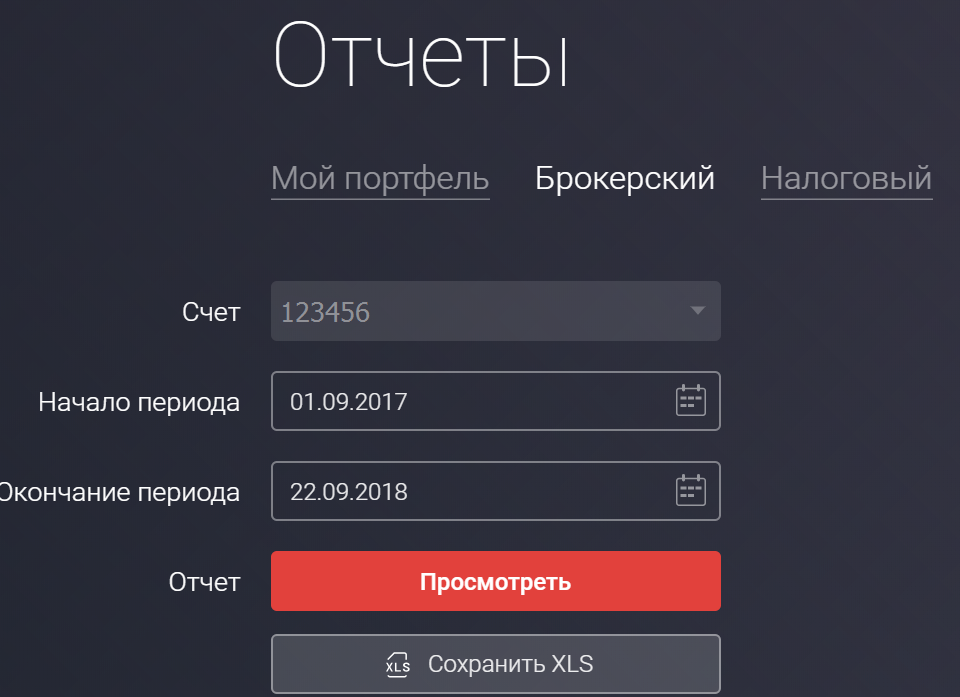 Отчеты
Мой портфель Брокерский Налоговый
Счет 123456
Начало периода 01.09.2017
Окончание периода 22.09.2018
Отчет Просмотреть
XLS Сохранить XLS